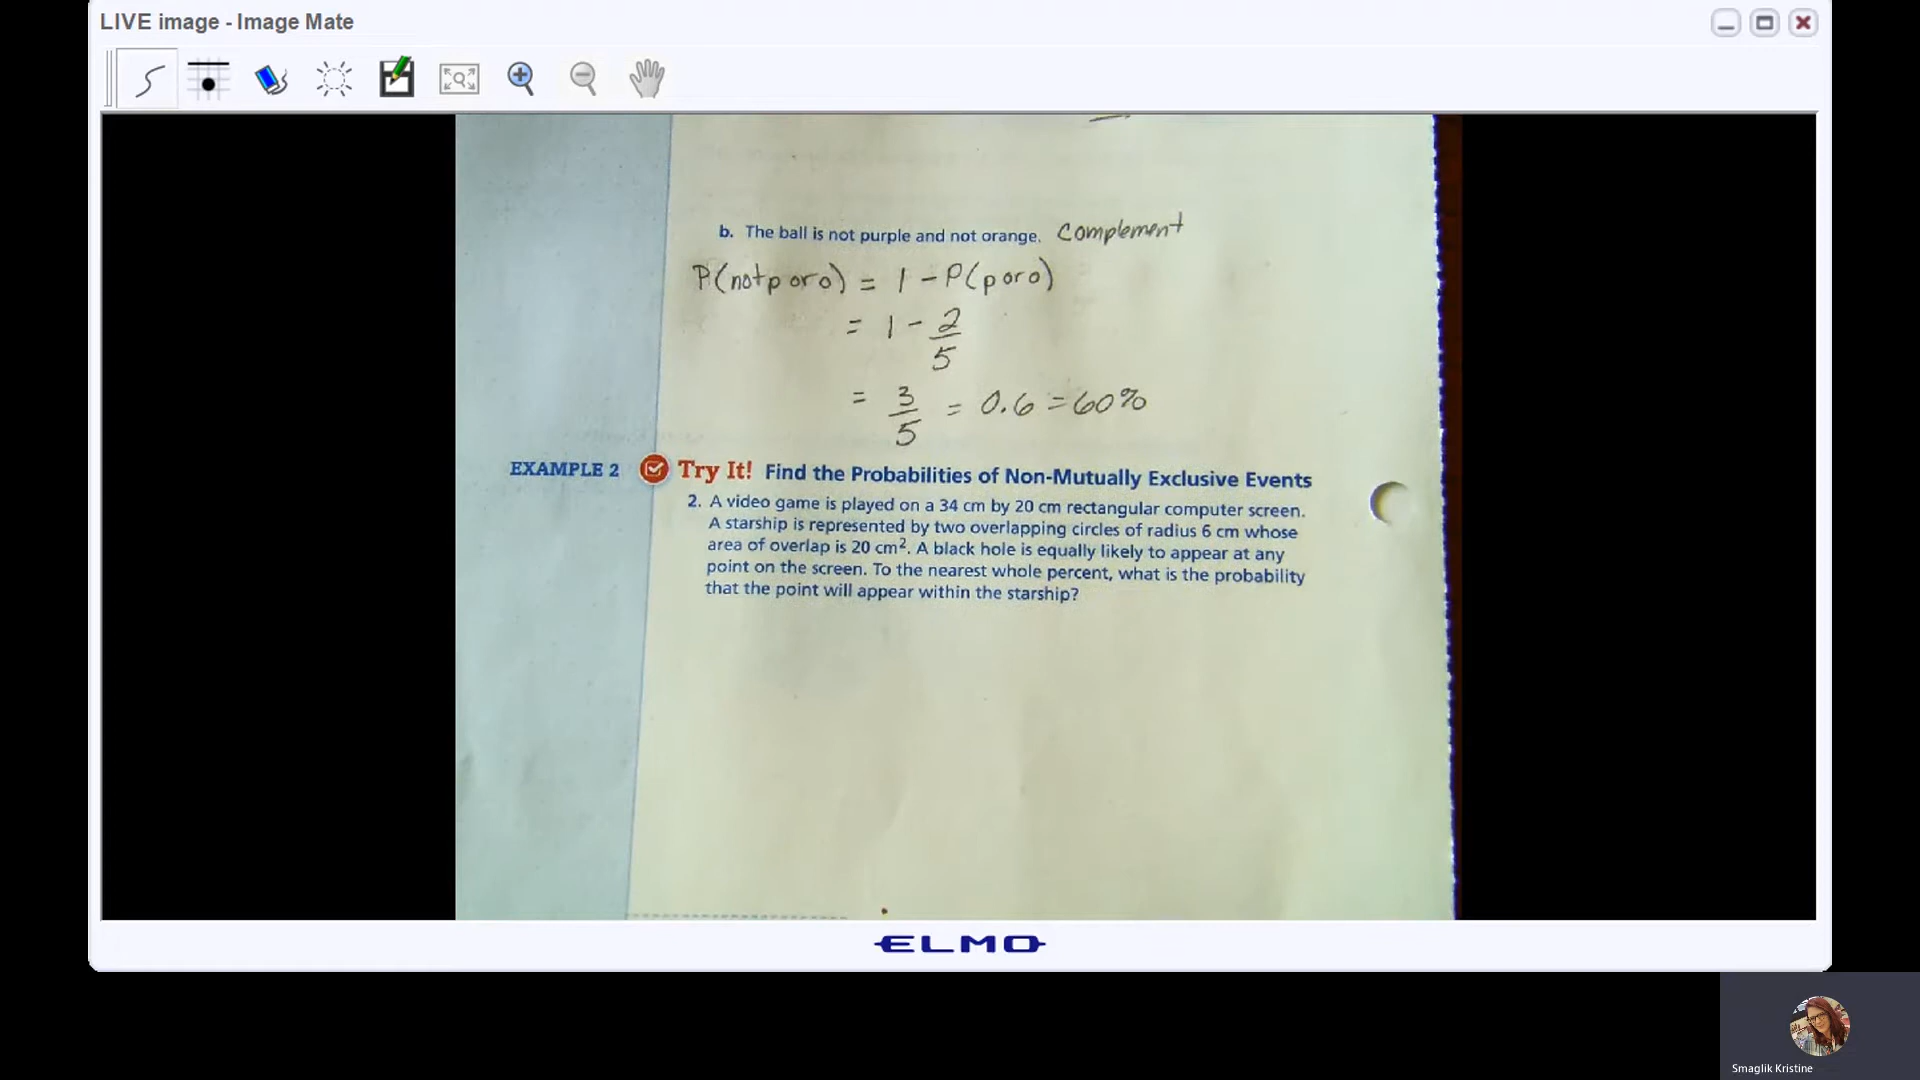 LIVE image - Image Mate
b. The ball is not purple and not orange. Complement
P(not p or o) = 1 - P(p or o)
= 1 - 2/5
= 3/5 = 0.6 = 60%
EXAMPLE 2 Try It! Find the Probabilities of Non-Mutually Exclusive Events
2. A video game is played on a 34 cm by 20 cm rectangular computer screen.
A starship is represented by two overlapping circles of radius 6 cm whose
area of overlap is 20 cm². A black hole is equally likely to appear at any
point on the screen. To the nearest whole percent, what is the probability
that the point will appear within the starship?
ELMO
Smaglik Kristine